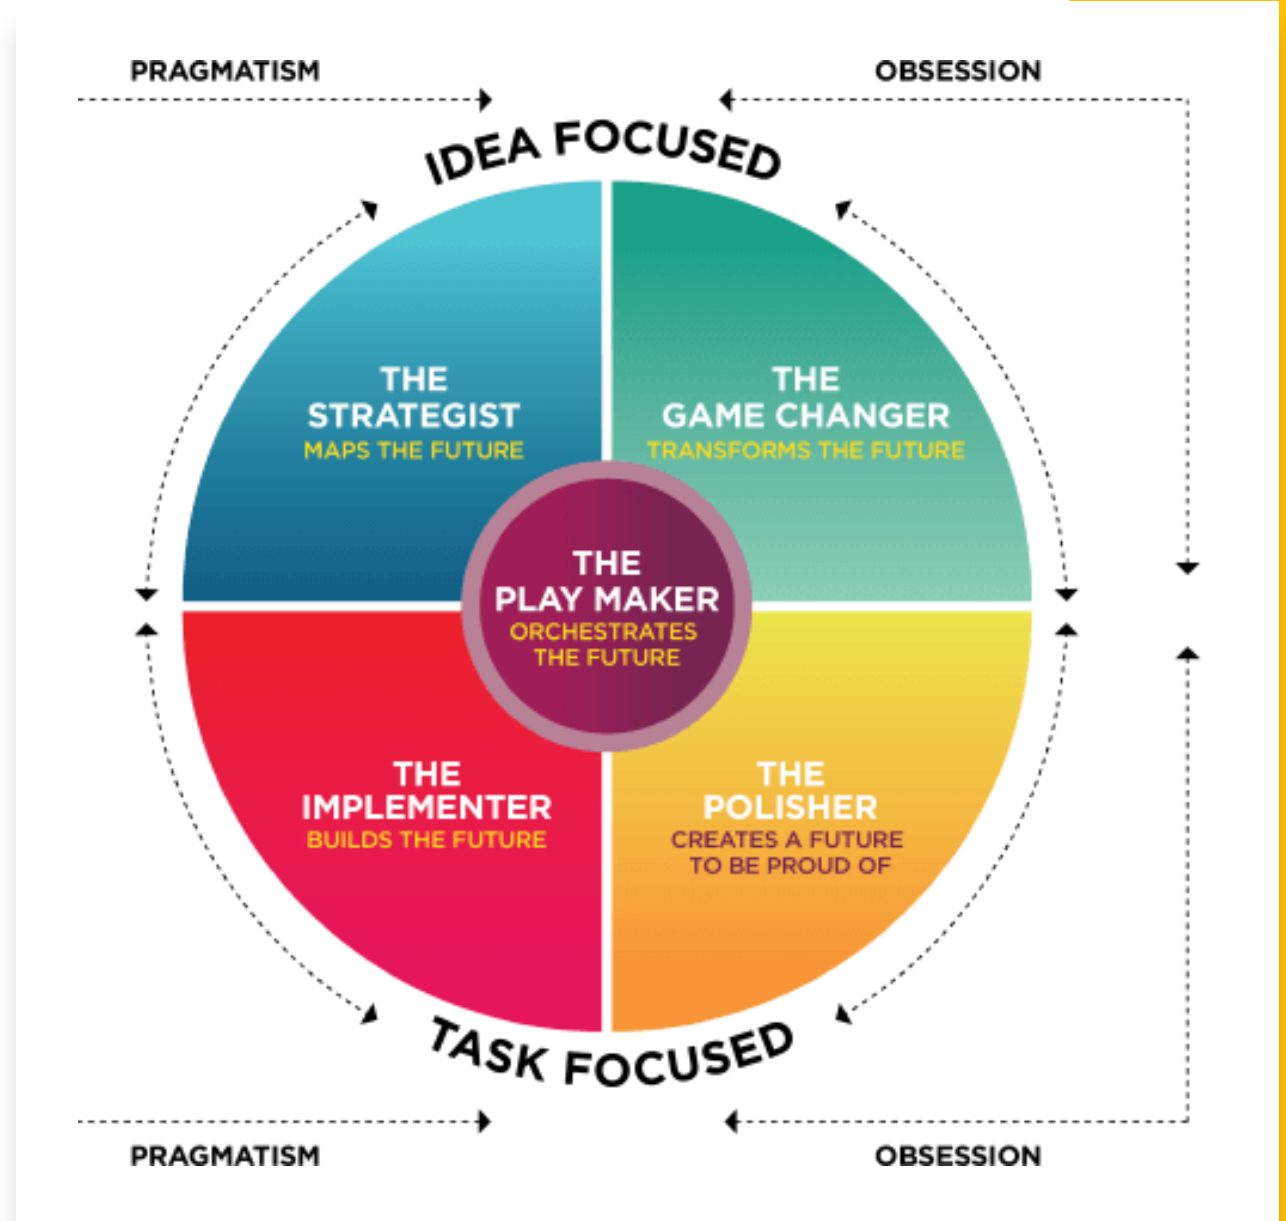 PRAGMATISM
OBSESSION
IDEA FOCUSED
THE
STRATEGIST
MAPS THE FUTURE
THE
GAME CHANGER
TRANSFORMS THE FUTURE
THE
PLAY MAKER
ORCHESTRATES
THE FUTURE
THE
IMPLEMENTER
BUILDS THE FUTURE
THE
POLISHER
CREATES A FUTURE
TO BE PROUD OF
TASK FOCUSED
PRAGMATISM
OBSESSION